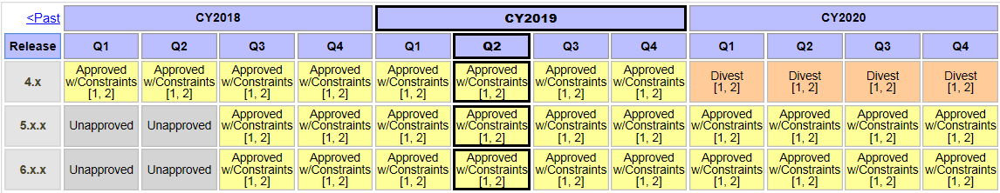 <Past CY2018 CY2019 CY2020
Release Q1 Q2 Q3 Q4 Q1 Q2 Q3 Q4 Q1 Q2 Q3 Q4
4.x
Approved
w/Constraints
[1, 2]
Approved
w/Constraints
[1, 2]
Approved
w/Constraints
[1, 2]
Approved
w/Constraints
[1, 2]
Approved
w/Constraints
[1, 2]
Approved
w/Constraints
[1, 2]
Approved
w/Constraints
[1, 2]
Approved
w/Constraints
[1, 2]
Divest
[1, 2]
Divest
[1, 2]
Divest
[1, 2]
Divest
[1, 2]
5.x.x
Unapproved
Unapproved
Approved
w/Constraints
[1, 2]
Approved
w/Constraints
[1, 2]
Approved
w/Constraints
[1, 2]
Approved
w/Constraints
[1, 2]
Approved
w/Constraints
[1, 2]
Approved
w/Constraints
[1, 2]
Approved
w/Constraints
[1, 2]
Approved
w/Constraints
[1, 2]
Approved
w/Constraints
[1, 2]
Approved
w/Constraints
[1, 2]
6.x.x
Unapproved
Unapproved
Approved
w/Constraints
[1, 2]
Approved
w/Constraints
[1, 2]
Approved
w/Constraints
[1, 2]
Approved
w/Constraints
[1, 2]
Approved
w/Constraints
[1, 2]
Approved
w/Constraints
[1, 2]
Approved
w/Constraints
[1, 2]
Approved
w/Constraints
[1, 2]
Approved
w/Constraints
[1, 2]
Approved
w/Constraints
[1, 2]